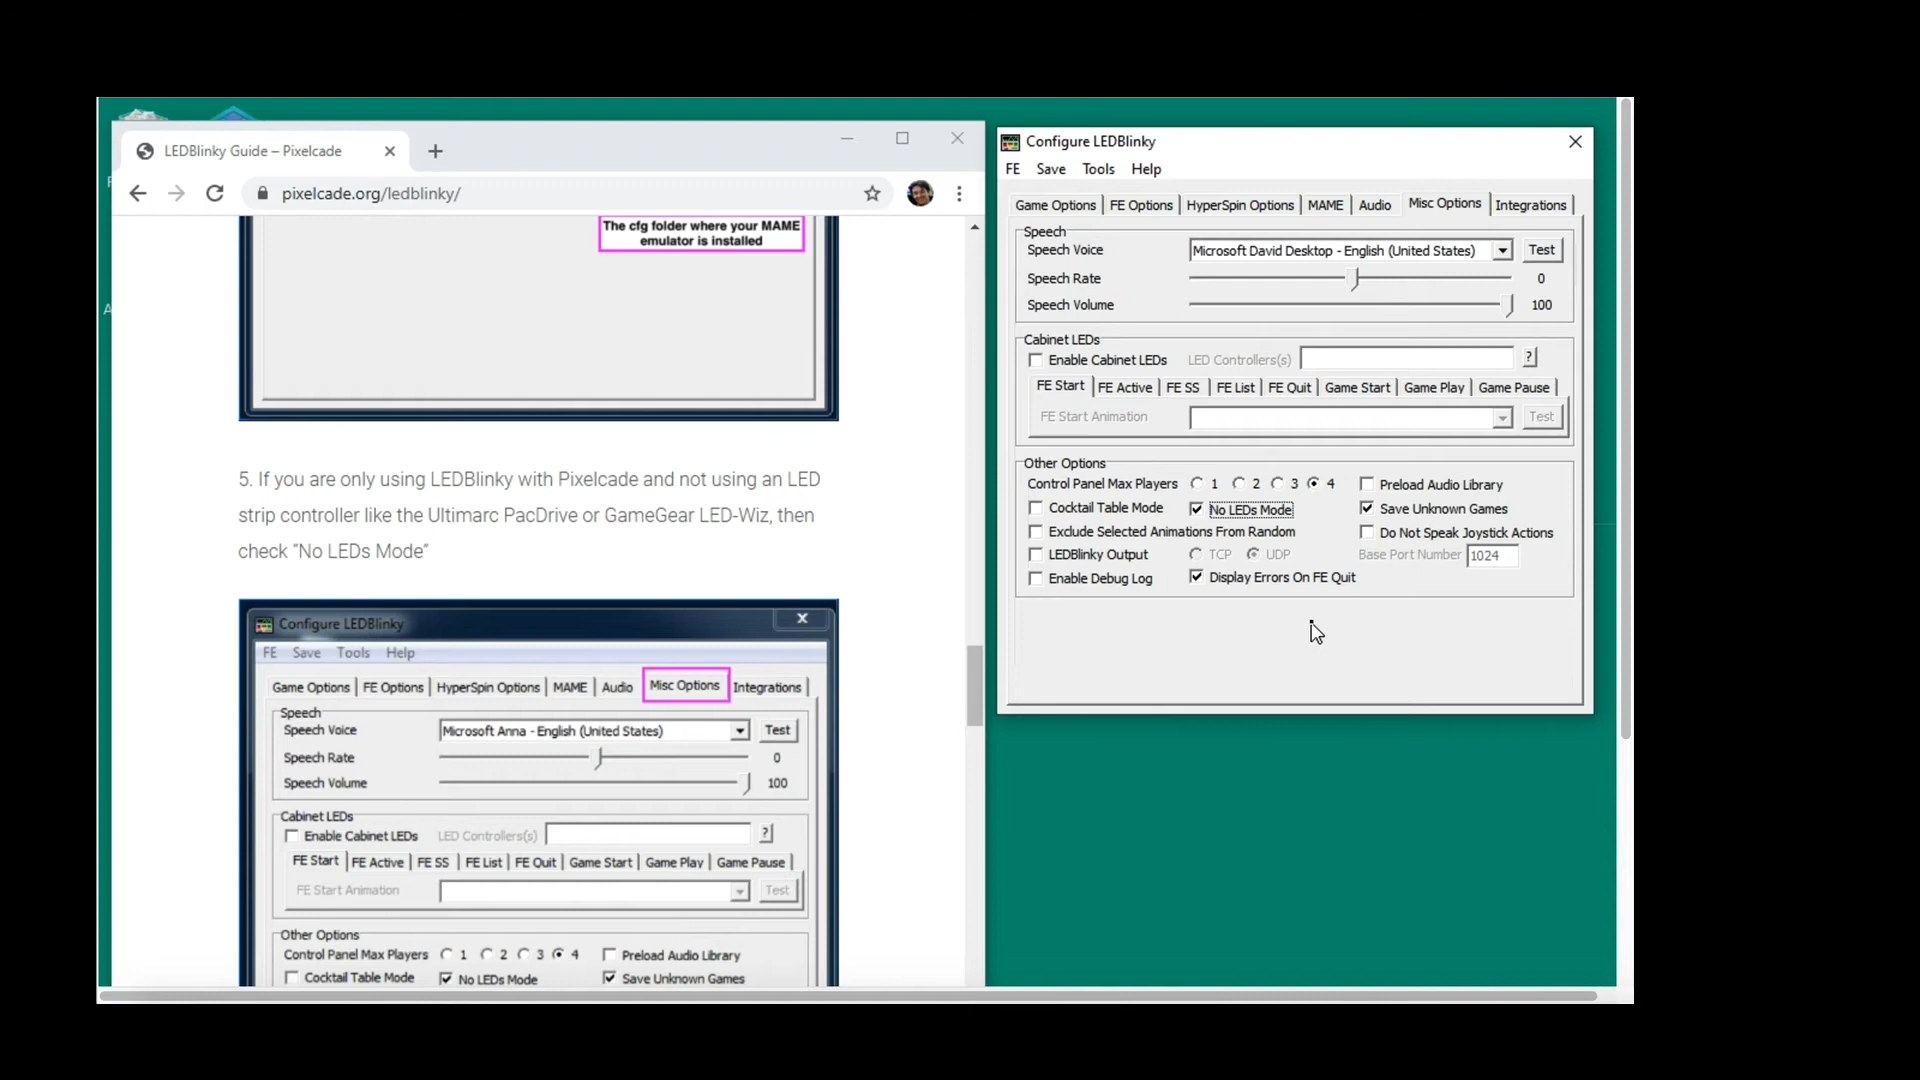 LEDBlinky Guide – Pixelcade
pixelcade.org/ledblinky/
The cfg folder where your MAME
emulator is installed
5. If you are only using LEDBlinky with Pixelcade and not using an LED
strip controller like the Ultimarc PacDrive or GameGear LED-Wiz, then
check “No LEDs Mode”
Configure LEDBlinky
FE Save Tools Help
Game Options FE Options HyperSpin Options MAME Audio Misc Options Integrations
Speech
Speech Voice Microsoft Anna - English (United States) Test
Speech Rate 0
Speech Volume 100
Cabinet LEDs
Enable Cabinet LEDs LED Controllers(s) ?
FE Start FE Active FE SS FE List FE Quit Game Start Game Play Game Pause
FE Start Animation Test
Other Options
Control Panel Max Players 1 2 3 4 Preload Audio Library
Cocktail Table Mode No LEDs Mode Save Unknown Games
Configure LEDBlinky
FE Save Tools Help
Game Options FE Options HyperSpin Options MAME Audio Misc Options Integrations
Speech
Speech Voice Microsoft David Desktop - English (United States) Test
Speech Rate 0
Speech Volume 100
Cabinet LEDs
Enable Cabinet LEDs LED Controllers(s) ?
FE Start FE Active FE SS FE List FE Quit Game Start Game Play Game Pause
FE Start Animation Test
Other Options
Control Panel Max Players 1 2 3 4 Preload Audio Library
Cocktail Table Mode No LEDs Mode Save Unknown Games
Exclude Selected Animations From Random Do Not Speak Joystick Actions
LEDBlinky Output TCP UDP Base Port Number 1024
Enable Debug Log Display Errors On FE Quit